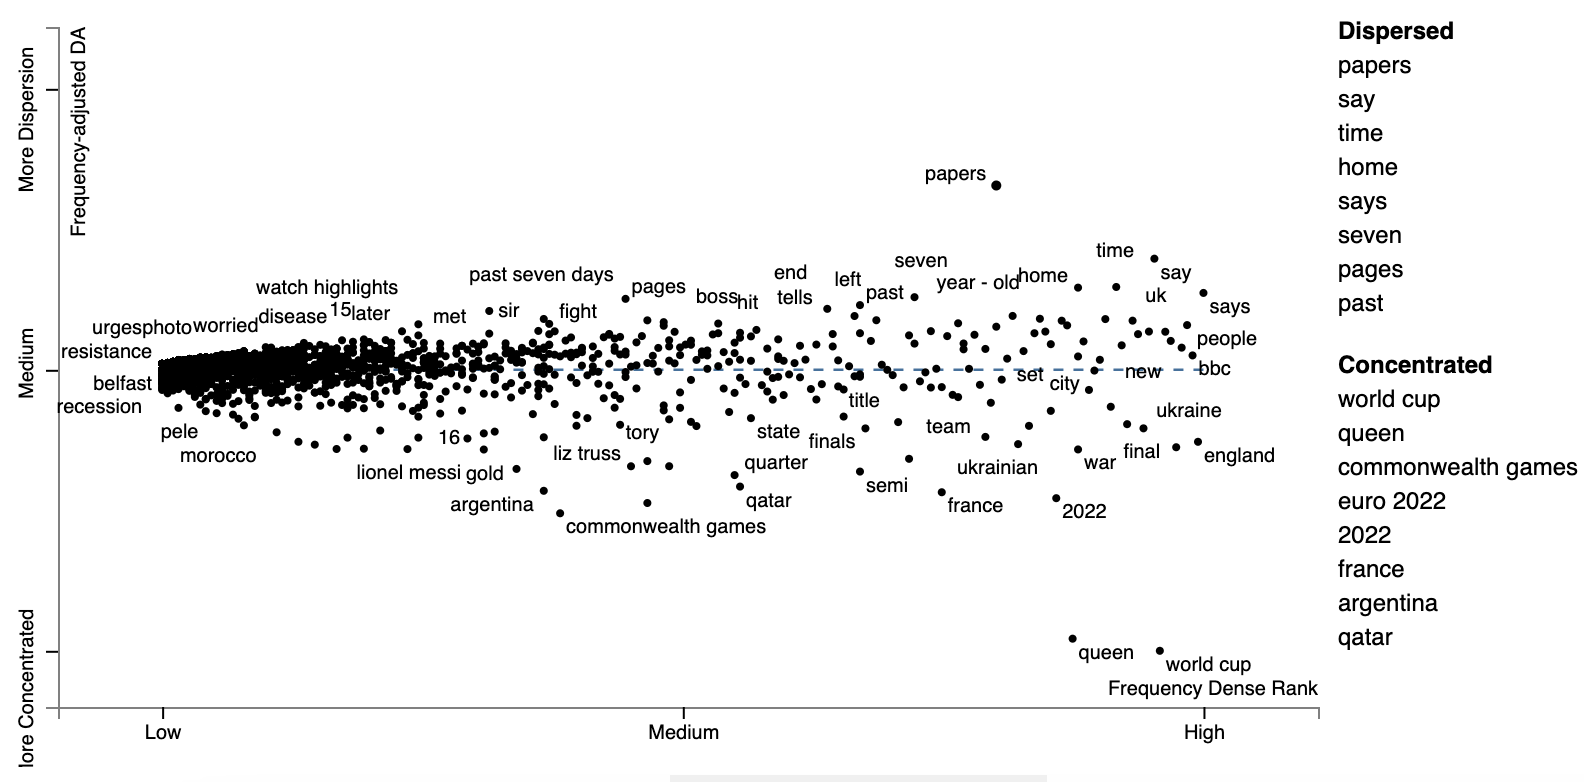 More Dispersion
Frequency-adjusted DA
Medium
lore Concentrated
papers
time
say
seven
end
left
year - old
home
past seven days
watch highlights
pages
boss
hit
tells
past
uk
says
15
later
disease
met
sir
fight
urges
photo
worried
people
resistance
bbc
new
set
city
belfast
recession
title
ukraine
pele
16
tory
state
finals
team
morocco
liz truss
quarter
ukrainian
war
final
england
lionel messi
gold
semi
argentina
qatar
france
2022
commonwealth games
queen
world cup
Frequency Dense Rank
Low
Medium
High
Dispersed
papers
say
time
home
says
seven
pages
past
Concentrated
world cup
queen
commonwealth games
euro 2022
2022
france
argentina
qatar